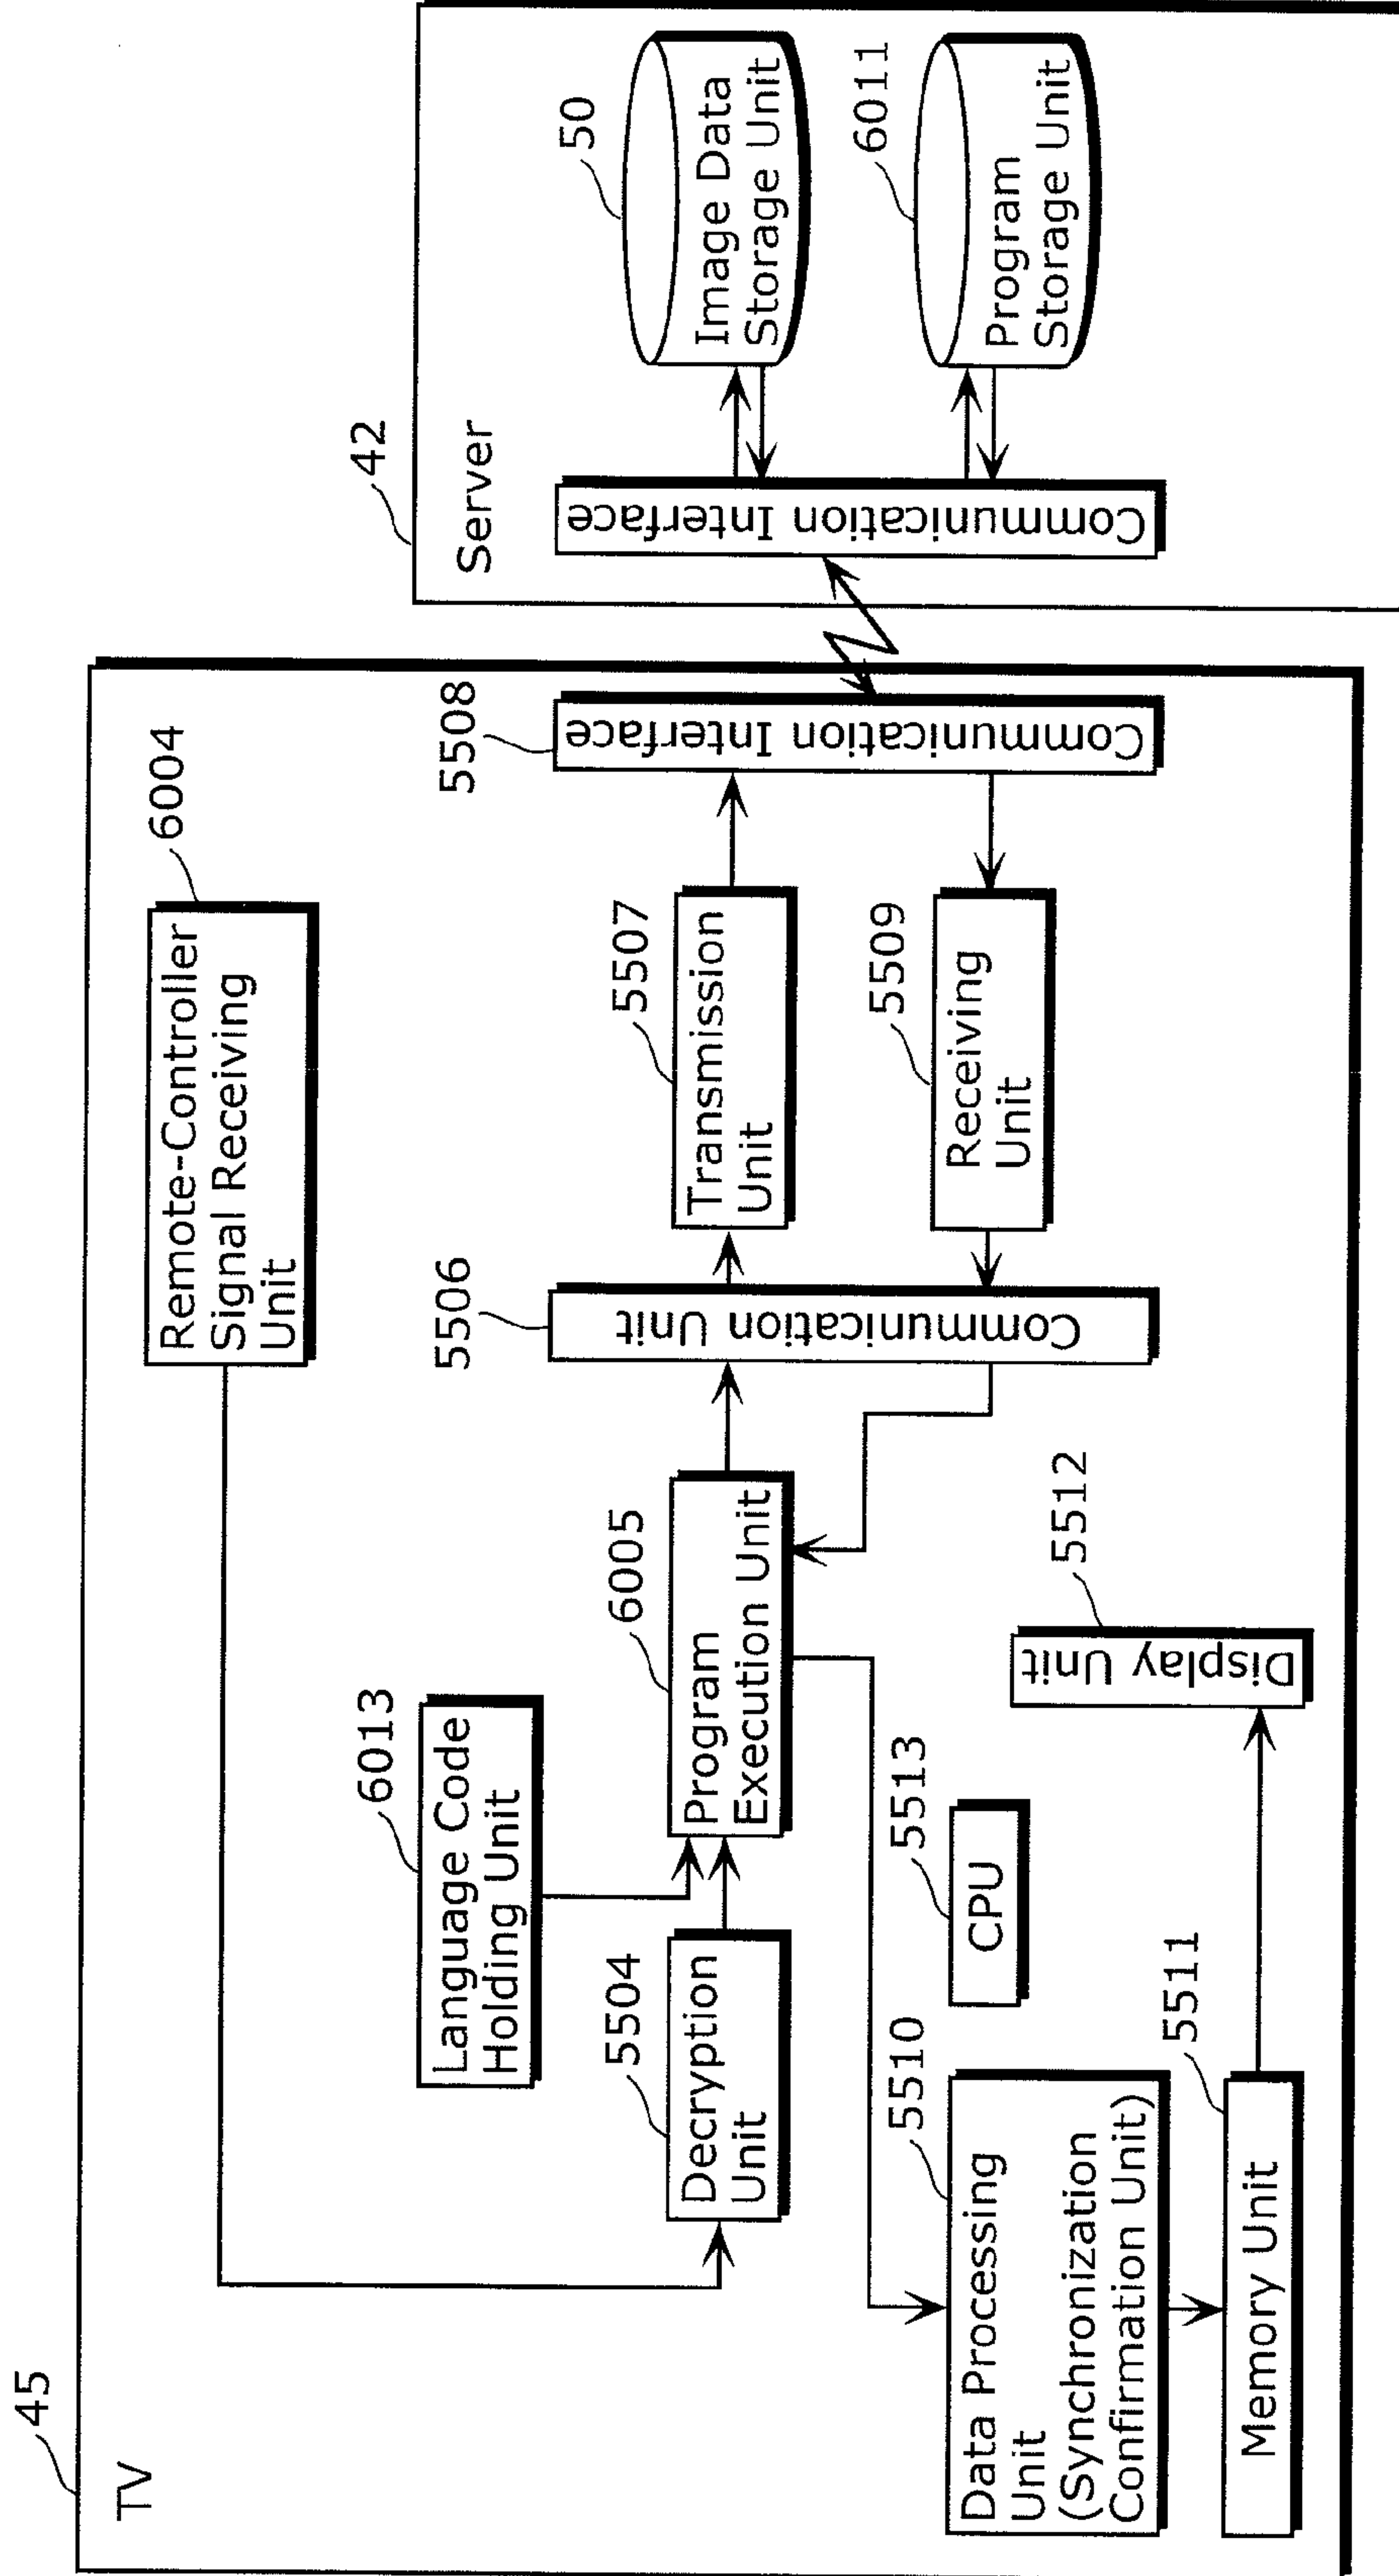 45
TV
Remote-Controller
Signal Receiving
Unit
6004
6013
Language Code
Holding Unit
5504
Decryption
Unit
6005
Program
Execution Unit
5506
Communication Unit
5507
Transmission
Unit
5509
Receiving
Unit
5508
Communication Interface
5510
Data Processing
Unit
(Synchronization
Confirmation Unit)
5513
CPU
5511
Memory Unit
5512
Display Unit
42
Server
Communication Interface
50
Image Data
Storage Unit
6011
Program
Storage Unit